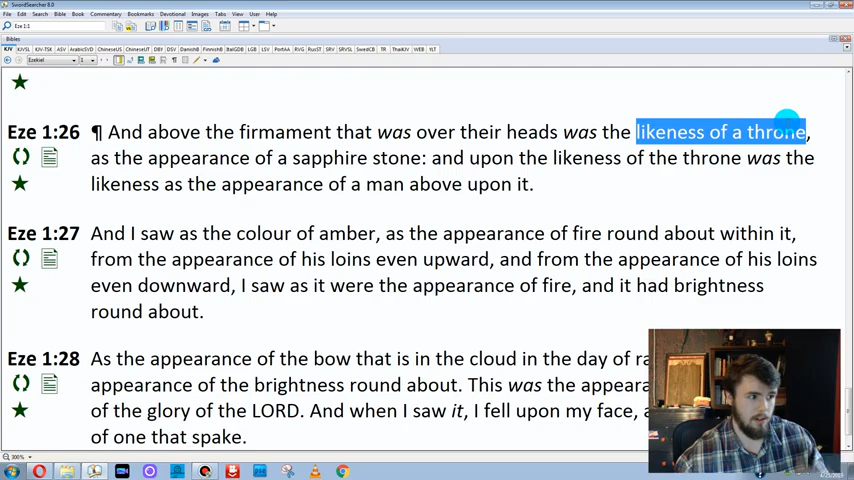 SwordSearcher 8.0
File Edit Search Bible Book Commentary Bookmarks Devotional Images Tabs View User Window Help
Eze 1:1
Bibles
KJV KJVSL KJV-TSK ASV ArabicSVD ChineseUS ChineseUT DBY DSV DanishB FinnishB BalGDB LGB LSV PortAA RVG RusST SRV SRVSL SwedCB TR ThaiKJV WEB YLT
Ezekiel 1
Eze 1:26 ¶ And above the firmament that was over their heads was the likeness of a throne,
as the appearance of a sapphire stone: and upon the likeness of the throne was the
likeness as the appearance of a man above upon it.
Eze 1:27 And I saw as the colour of amber, as the appearance of fire round about within it,
from the appearance of his loins even upward, and from the appearance of his loins
even downward, I saw as it were the appearance of fire, and it had brightness
round about.
Eze 1:28 As the appearance of the bow that is in the cloud in the day of
appearance of the brightness round about. This was the
of the glory of the LORD. And when I saw it, I fell upon my face,
of one that spake.
300%